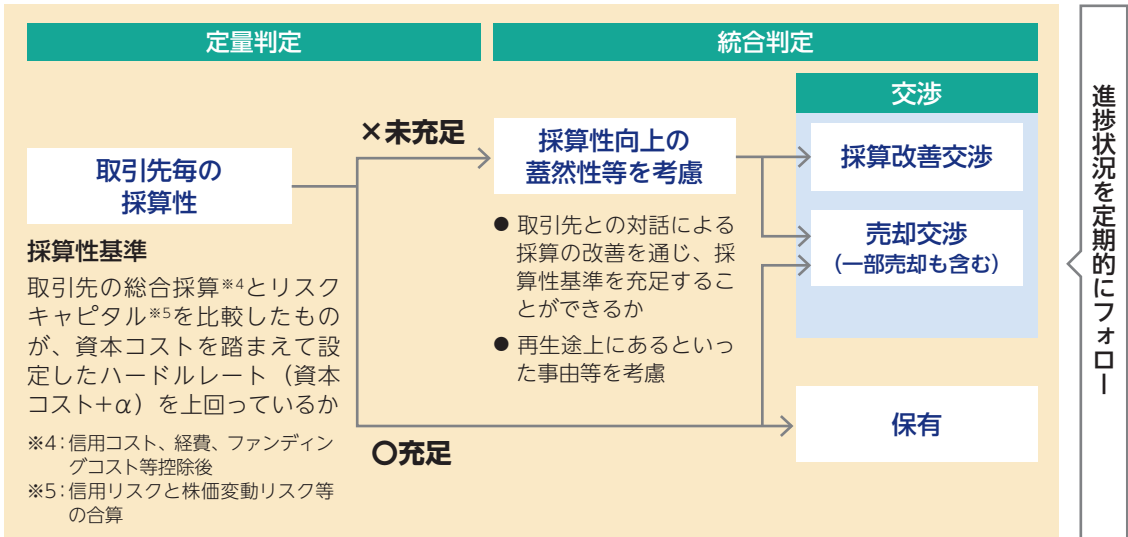 定量判定
統合判定
交渉
×未充足
取引先毎の
採算性
採算性基準
取引先の総合採算※4とリスク
キャピタル※5を比較したもの
が、資本コストを踏まえて設
定したハードルレート（資本
コスト+α）を上回っているか
※4：信用コスト、経費、ファンディン
グコスト等控除後
※5：信用リスクと株価変動リスク等
の合算
採算性向上の
蓋然性等を考慮
● 取引先との対話による
採算の改善を通じ、採
算性基準を充足するこ
とができるか
● 再生途上にあるといっ
た事由等を考慮
採算改善交渉
売却交渉
（一部売却も含む）
〇充足
保有
進捗状況を定期的にフォロー